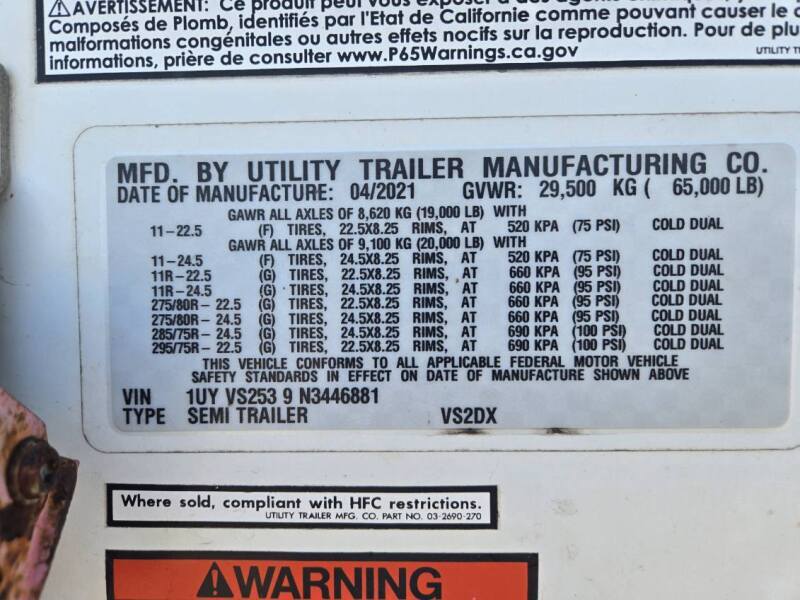 AVERTISSEMENT: Ce produit peut vous exposer à des agents
Composés de Plomb, identifiés par l'Etat de Californie comme pouvant causer le
malformations congénitales ou autres effets nocifs sur la reproduction. Pour de
informations, prière de consulter www.P65Warnings.ca.gov
UTILITY
MFD. BY UTILITY TRAILER MANUFACTURING CO.
DATE OF MANUFACTURE: 04/2021 GVWR: 29,500 KG ( 65,000 LB)
GAWR ALL AXLES OF 8,620 KG (19,000 LB) WITH
11-22.5 (F) TIRES, 22.5X8.25 RIMS, AT 520 KPA (75 PSI) COLD DUAL
GAWR ALL AXLES OF 9,100 KG (20,000 LB) WITH
11-24.5 (F) TIRES, 24.5X8.25 RIMS, AT 520 KPA (75 PSI) COLD DUAL
11R-22.5 (G) TIRES, 22.5X8.25 RIMS, AT 660 KPA (95 PSI) COLD DUAL
11R-24.5 (G) TIRES, 24.5X8.25 RIMS, AT 660 KPA (95 PSI) COLD DUAL
275/80R- 22.5 (G) TIRES, 22.5X8.25 RIMS, AT 660 KPA (95 PSI) COLD DUAL
275/80R- 24.5 (G) TIRES, 24.5X8.25 RIMS, AT 660 KPA (95 PSI) COLD DUAL
285/75R- 24.5 (G) TIRES, 24.5X8.25 RIMS, AT 690 KPA (100 PSI) COLD DUAL
295/75R- 22.5 (G) TIRES, 22.5X8.25 RIMS, AT 690 KPA (100 PSI) COLD DUAL
THIS VEHICLE CONFORMS TO ALL APPLICABLE FEDERAL MOTOR VEHICLE
SAFETY STANDARDS IN EFFECT ON DATE OF MANUFACTURE SHOWN ABOVE
VIN 1UY VS253 9 N3446881
TYPE SEMI TRAILER VS2DX
Where sold, compliant with HFC restrictions.
UTILITY TRAILER MFG. CO. PART NO. 03-2690-270
WARNING